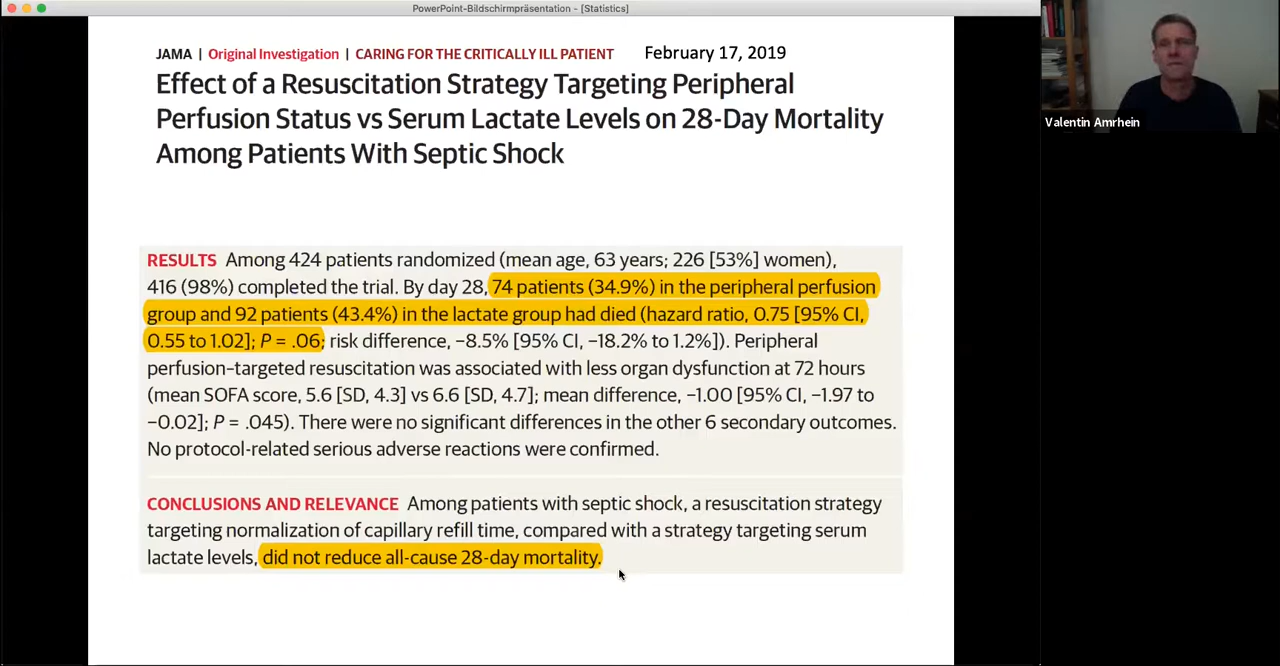 PowerPoint-Bildschirmpräsentation - [Statistics]
JAMA | Original Investigation | CARING FOR THE CRITICALLY ILL PATIENT February 17, 2019
Effect of a Resuscitation Strategy Targeting Peripheral
Perfusion Status vs Serum Lactate Levels on 28-Day Mortality
Among Patients With Septic Shock
Valentin Amrhein
RESULTS Among 424 patients randomized (mean age, 63 years; 226 [53%] women),
416 (98%) completed the trial. By day 28, 74 patients (34.9%) in the peripheral perfusion
group and 92 patients (43.4%) in the lactate group had died (hazard ratio, 0.75 [95% CI,
0.55 to 1.02]; P = .06; risk difference, −8.5% [95% CI, −18.2% to 1.2%]). Peripheral
perfusion–targeted resuscitation was associated with less organ dysfunction at 72 hours
(mean SOFA score, 5.6 [SD, 4.3] vs 6.6 [SD, 4.7]; mean difference, −1.00 [95% CI, −1.97 to
−0.02]; P = .045). There were no significant differences in the other 6 secondary outcomes.
No protocol-related serious adverse reactions were confirmed.
CONCLUSIONS AND RELEVANCE Among patients with septic shock, a resuscitation strategy
targeting normalization of capillary refill time, compared with a strategy targeting serum
lactate levels, did not reduce all-cause 28-day mortality.